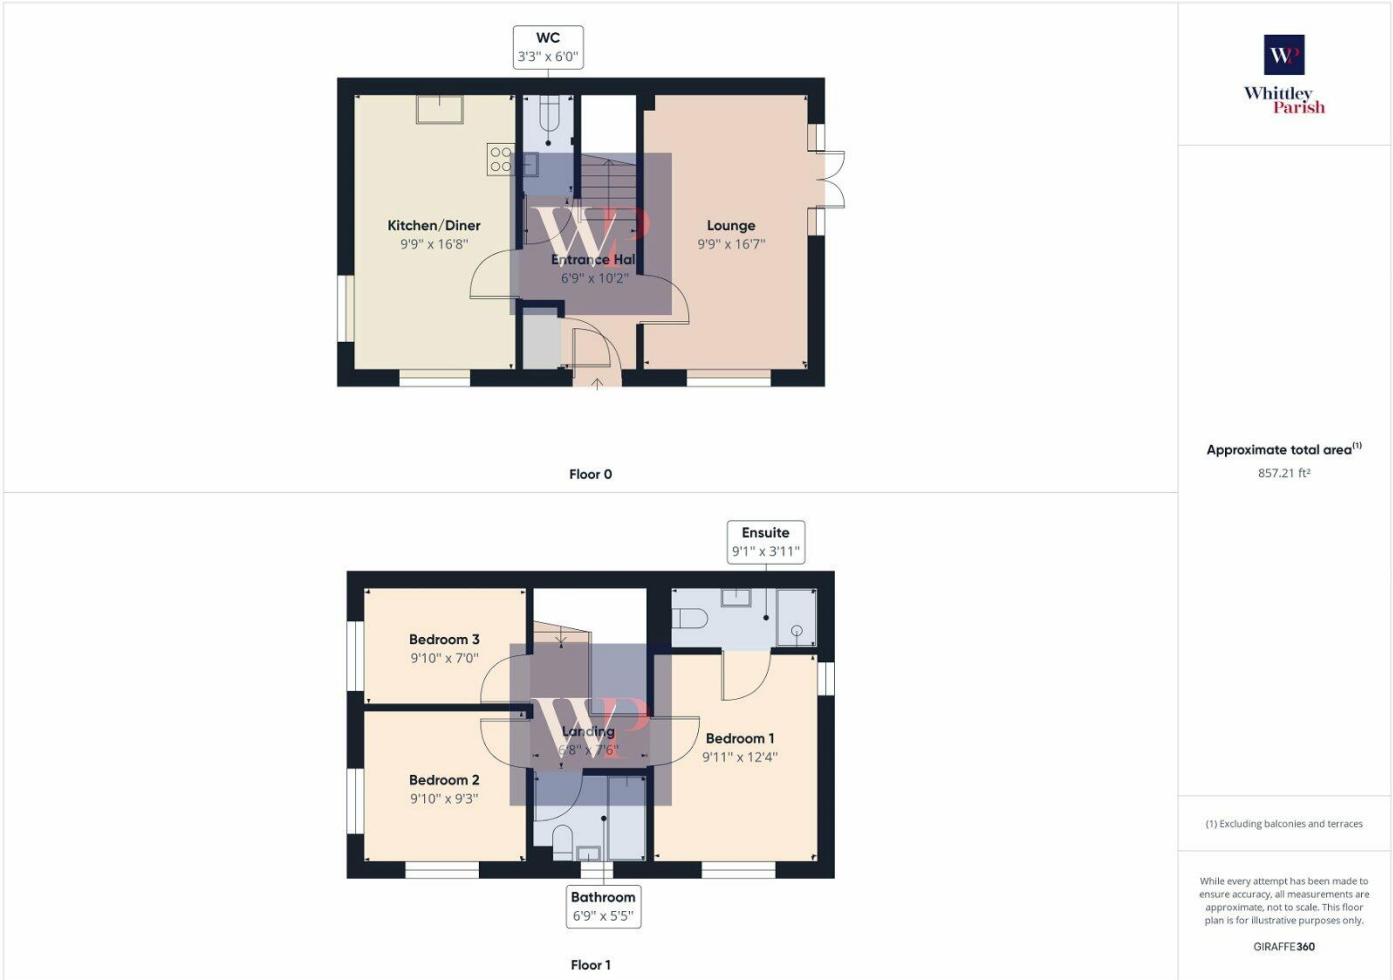 WC
3'3" x 6'0"
Kitchen/Diner
9'9" x 16'8"
WP
Entrance Hal
6'9" x 10'2"
Lounge
9'9" x 16'7"
Floor 0
Ensuite
9'1" x 3'11"
Bedroom 3
9'10" x 7'0"
WP
Landing
6'8" x 7'6"
Bedroom 1
9'11" x 12'4"
Bedroom 2
9'10" x 9'3"
Bathroom
6'9" x 5'5"
Floor 1
WP
Whittley
Parish
Approximate total area(1)
857.21 ft²
(1) Excluding balconies and terraces
While every attempt has been made to
ensure accuracy, all measurements are
approximate, not to scale. This floor
plan is for illustrative purposes only.
GIRAFFE360